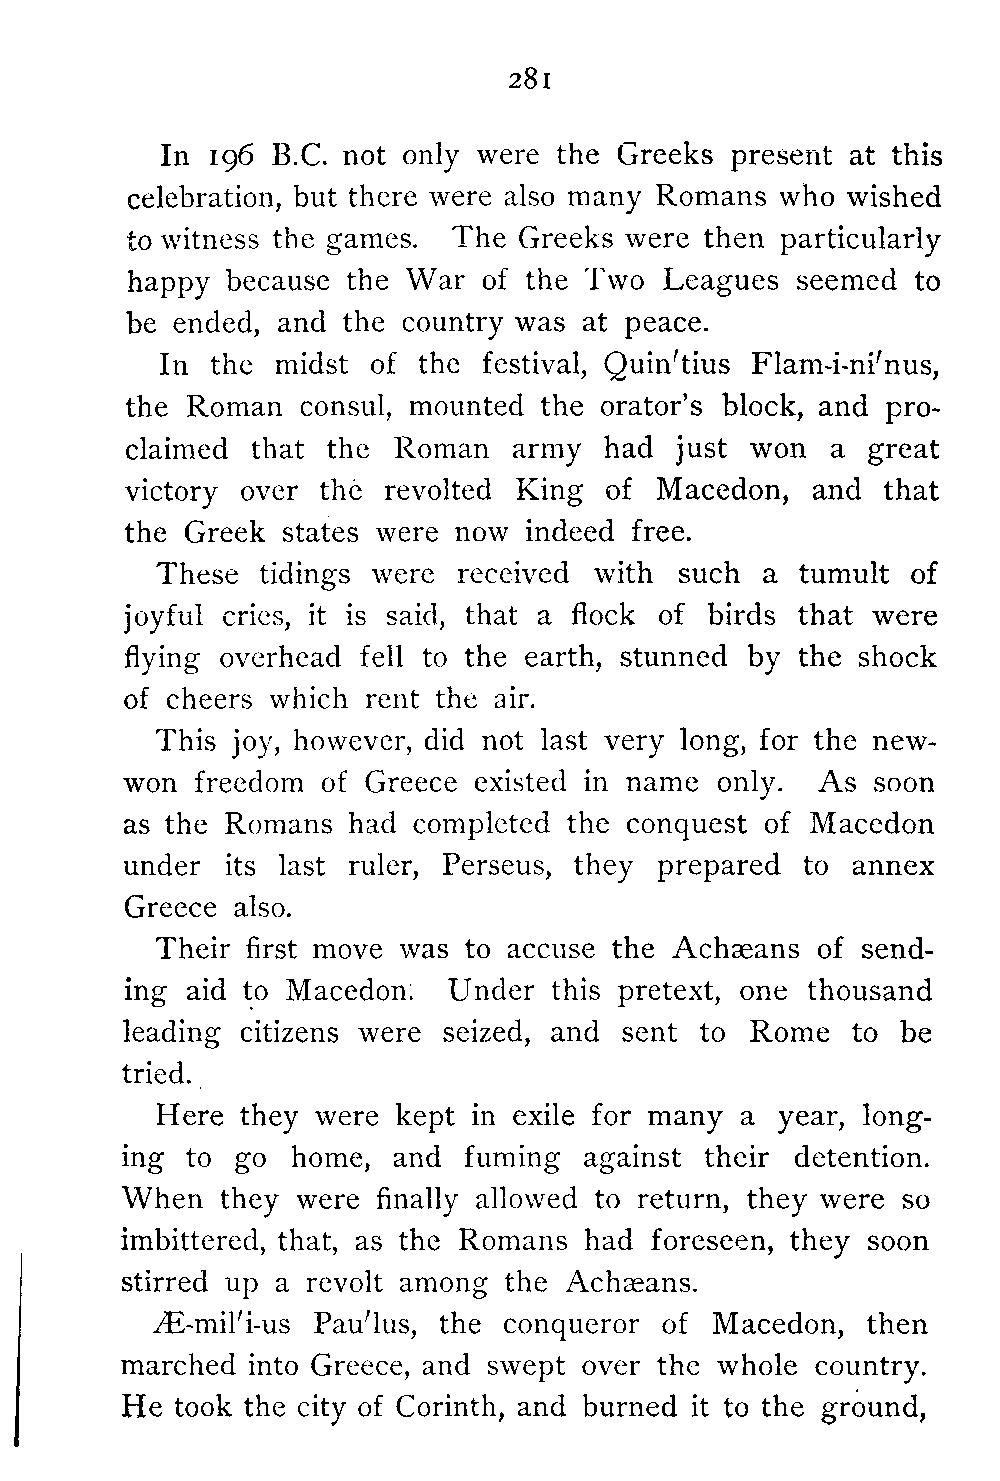 281
In 196 B.C. not only were the Greeks present at this
celebration, but there were also many Romans who wished
to witness the games. The Greeks were then particularly
happy because the War of the Two Leagues seemed to
be ended, and the country was at peace.
In the midst of the festival, Quin′tius Flam-i-ni′nus,
the Roman consul, mounted the orator's block, and pro-
claimed that the Roman army had just won a great
victory over the revolted King of Macedon, and that
the Greek states were now indeed free.
These tidings were received with such a tumult of
joyful cries, it is said, that a flock of birds that were
flying overhead fell to the earth, stunned by the shock
of cheers which rent the air.
This joy, however, did not last very long, for the new-
won freedom of Greece existed in name only. As soon
as the Romans had completed the conquest of Macedon
under its last ruler, Perseus, they prepared to annex
Greece also.
Their first move was to accuse the Achæans of send-
ing aid to Macedon. Under this pretext, one thousand
leading citizens were seized, and sent to Rome to be
tried.
Here they were kept in exile for many a year, long-
ing to go home, and fuming against their detention.
When they were finally allowed to return, they were so
imbittered, that, as the Romans had foreseen, they soon
stirred up a revolt among the Achæans.
Æ-mil′i-us Pau′lus, the conqueror of Macedon, then
marched into Greece, and swept over the whole country.
He took the city of Corinth, and burned it to the ground,